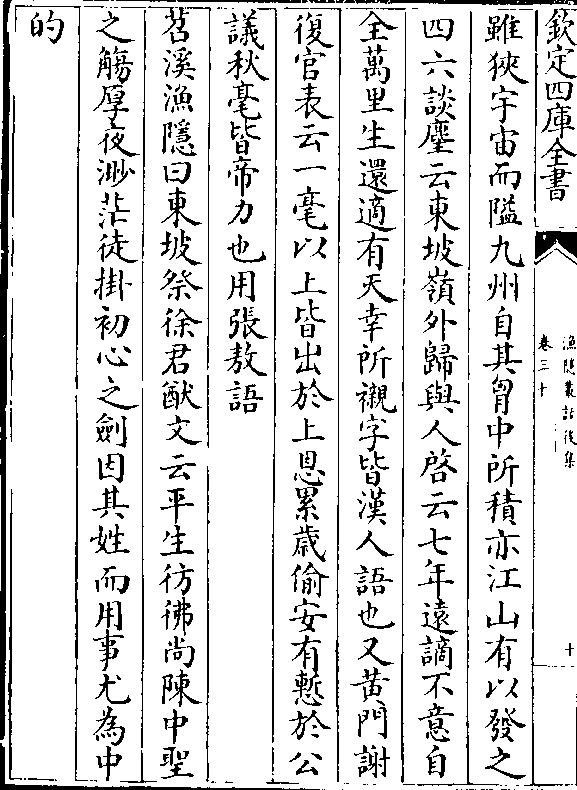 欽定四庫全書
漁隱叢話後集
卷三十
十
雖狹宇宙而隘九州自其胷中所積亦江山有以發之
四六談麈云東坡嶺外歸與人啓云七年遠謫不意自
全萬里生還適有天幸所襯字皆漢人語也又黄門謝
復官表云一毫以上皆出於上恩累歳偷安有慙於公
議秋毫皆帝力也用張敖語
苕溪漁隱曰東坡祭徐君猷文云平生彷彿尚陳中聖
之觴厚夜渺茫徒掛初心之劍因其姓而用事尤為中
的